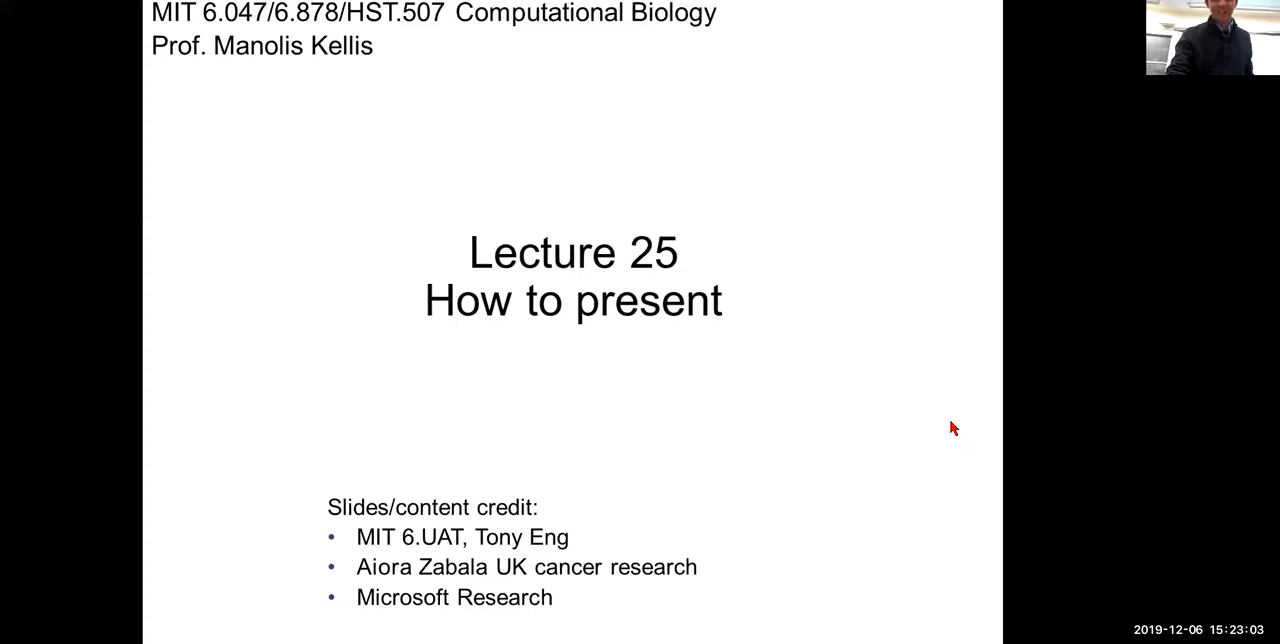 MIT 6.047/6.878/HST.507 Computational Biology
Prof. Manolis Kellis
Lecture 25
How to present
Slides/content credit:
• MIT 6.UAT, Tony Eng
• Aiora Zabala UK cancer research
• Microsoft Research
2019-12-06 15:23:03